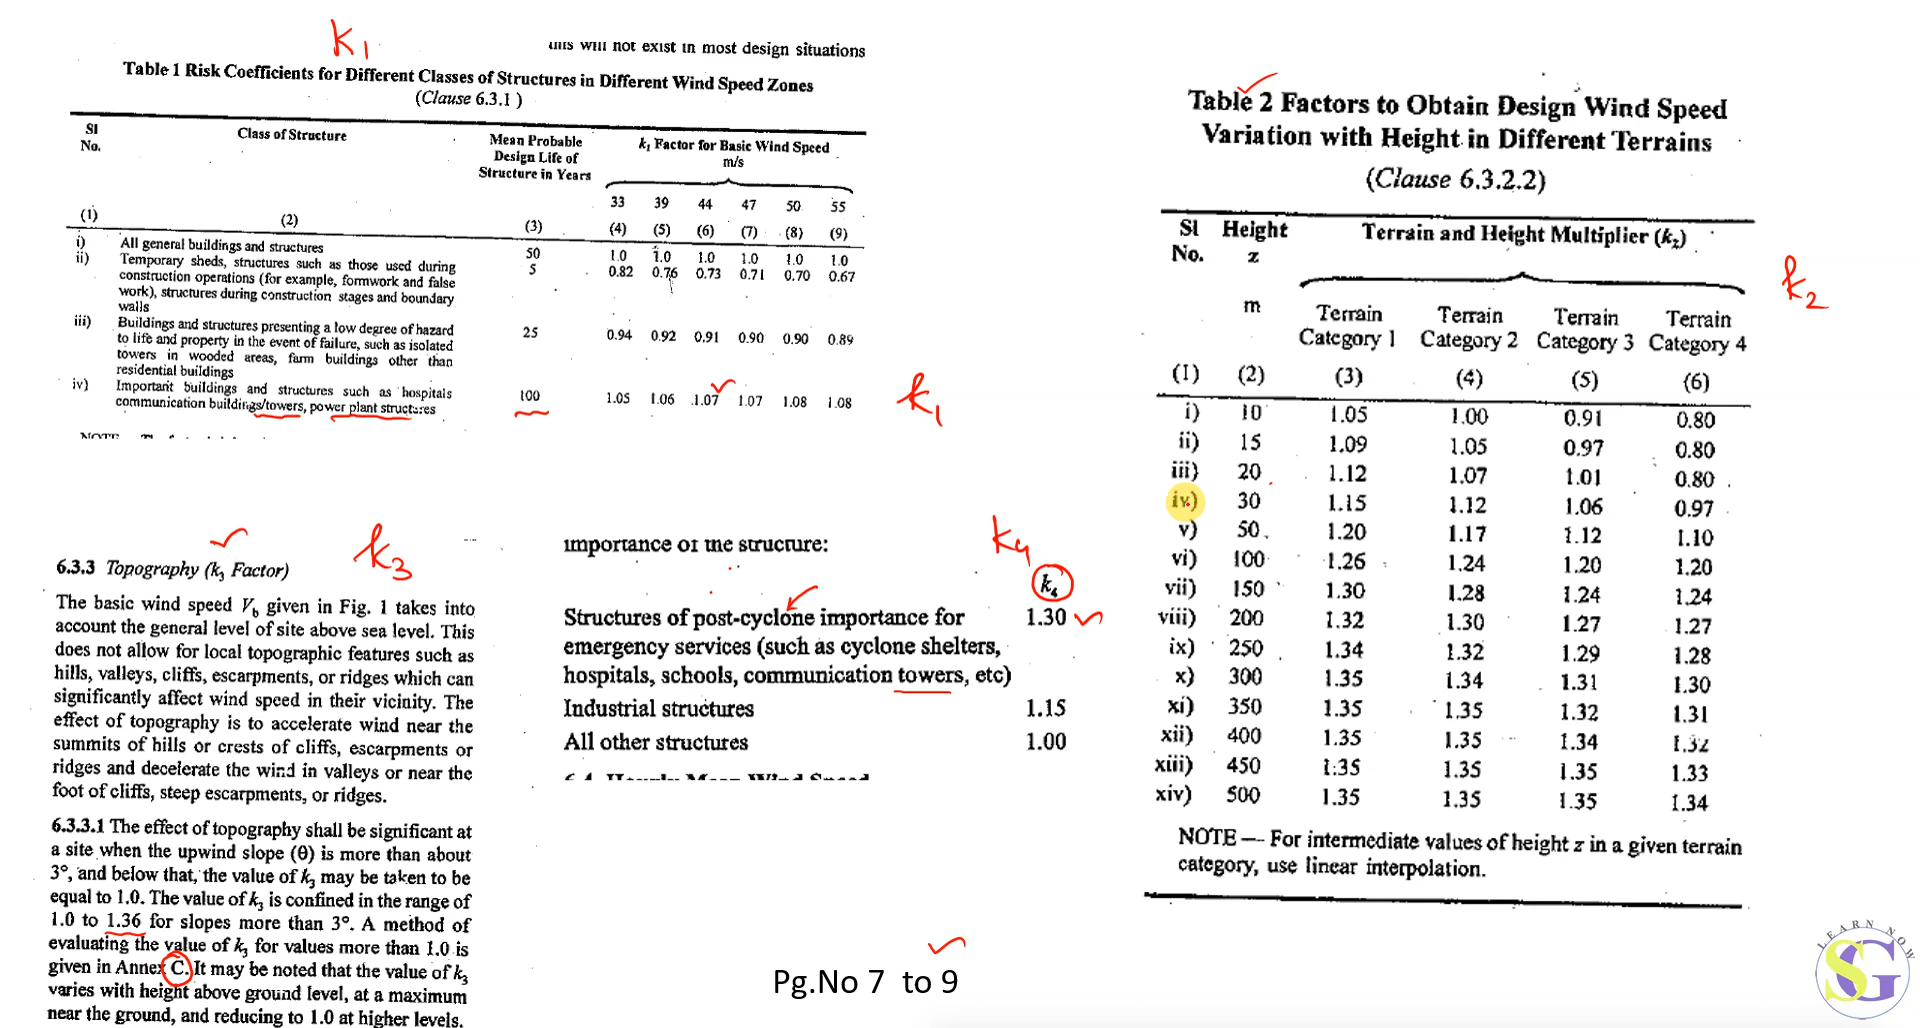 k1
this will not exist in most design situations
Table 1 Risk Coefficients for Different Classes of Structures in Different Wind Speed Zones
(Clause 6.3.1 )
Sl No. Class of Structure Mean Probable Design Life of Structure in Years k1 Factor for Basic Wind Speed m/s
33 39 44 47 50 55
(1) (2) (3) (4) (5) (6) (7) (8) (9)
i) All general buildings and structures 50 1.0 1.0 1.0 1.0 1.0 1.0
ii) Temporary sheds, structures such as those used during 5 0.82 0.76 0.73 0.71 0.70 0.67
construction operations (for example, formwork and false
work), structures during construction stages and boundary
walls
iii) Buildings and structures presenting a low degree of hazard 25 0.94 0.92 0.91 0.90 0.90 0.89
to life and property in the event of failure, such as isolated
towers in wooded areas, farm buildings other than
residential buildings
iv) Important buildings and structures such as hospitals 100 1.05 1.06 1.07 1.07 1.08 1.08
communication buildings/towers, power plant structures
k1
k3
6.3.3 Topography (k3 Factor)
The basic wind speed Vb given in Fig. 1 takes into
account the general level of site above sea level. This
does not allow for local topographic features such as
hills, valleys, cliffs, escarpments, or ridges which can
significantly affect wind speed in their vicinity. The
effect of topography is to accelerate wind near the
summits of hills or crests of cliffs, escarpments or
ridges and decelerate the wind in valleys or near the
foot of cliffs, steep escarpments, or ridges.
6.3.3.1 The effect of topography shall be significant at
a site when the upwind slope (θ) is more than about
3°, and below that, the value of k3 may be taken to be
equal to 1.0. The value of k3 is confined in the range of
1.0 to 1.36 for slopes more than 3°. A method of
evaluating the value of k3 for values more than 1.0 is
given in Annex C. It may be noted that the value of k3
varies with height above ground level, at a maximum
near the ground, and reducing to 1.0 at higher levels.
importance of the structure:
k4
k4
Structures of post-cyclone importance for 1.30
emergency services (such as cyclone shelters,
hospitals, schools, communication towers, etc)
Industrial structures 1.15
All other structures 1.00
6.4 Hourly Mean Wind Speed
Pg.No 7 to 9
Table 2 Factors to Obtain Design Wind Speed
Variation with Height in Different Terrains
(Clause 6.3.2.2)
Sl Height Terrain and Height Multiplier (k2)
No. z
k2
m Terrain Terrain Terrain Terrain
Category 1 Category 2 Category 3 Category 4
(1) (2) (3) (4) (5) (6)
i) 10 1.05 1.00 0.91 0.80
ii) 15 1.09 1.05 0.97 0.80
iii) 20 1.12 1.07 1.01 0.80
iv) 30 1.15 1.12 1.06 0.97
v) 50 1.20 1.17 1.12 1.10
vi) 100 1.26 1.24 1.20 1.20
vii) 150 1.30 1.28 1.24 1.24
viii) 200 1.32 1.30 1.27 1.27
ix) 250 1.34 1.32 1.29 1.28
x) 300 1.35 1.34 1.31 1.30
xi) 350 1.35 1.35 1.32 1.31
xii) 400 1.35 1.35 1.34 1.32
xiii) 450 1.35 1.35 1.35 1.33
xiv) 500 1.35 1.35 1.35 1.34
NOTE — For intermediate values of height z in a given terrain
category, use linear interpolation.
LEARN NOW
SG